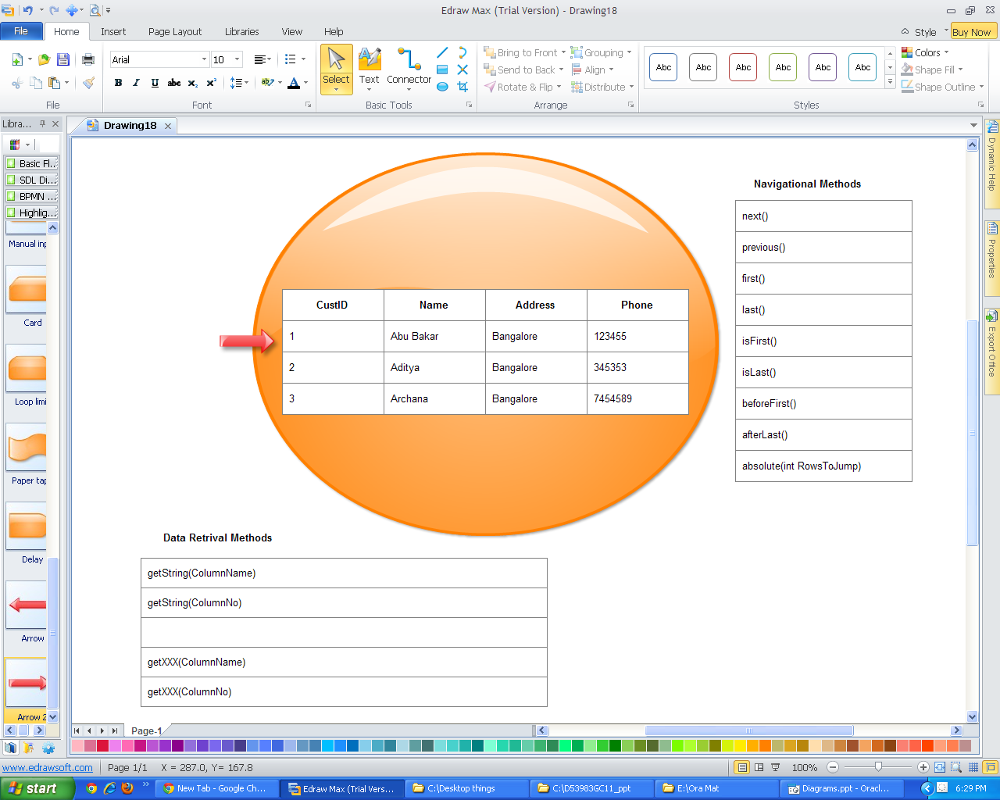 Edraw Max (Trial Version) - Drawing18
File Home Insert Page Layout Libraries View Help Style Buy Now
Arial 10
Select Text Connector
Bring to Front Grouping
Send to Back Align
Rotate & Flip Distribute
Abc Abc Abc Abc Abc Abc
Colors
Shape Fill
Shape Outline
File Font Basic Tools Arrange Styles
Libra... Drawing18
Basic Fl..
SDL Di...
BPMN ...
Highlig...
Manual inp
Card
Loop limi
Paper tap
Delay
Arrow
Arrow 2
Dynamic Help
Properties
Export Office
Navigational Methods
next()
previous()
first()
last()
isFirst()
isLast()
beforeFirst()
afterLast()
absolute(int RowsToJump)
CustID Name Address Phone
1 Abu Bakar Bangalore 123455
2 Aditya Bangalore 345353
3 Archana Bangalore 7454589
Data Retrival Methods
getString(ColumnName)
getString(ColumnNo)
getXXX(ColumnName)
getXXX(ColumnNo)
Page-1
www.edrawsoft.com Page 1/1 X = 287.0, Y= 167.8 100%
start New Tab - Google Ch... Edraw Max (Trial Vers... C:\Desktop things C:\D53983GC11_ppt E:\Ora Mat Diagrams.ppt - Oracl... 6:29 PM